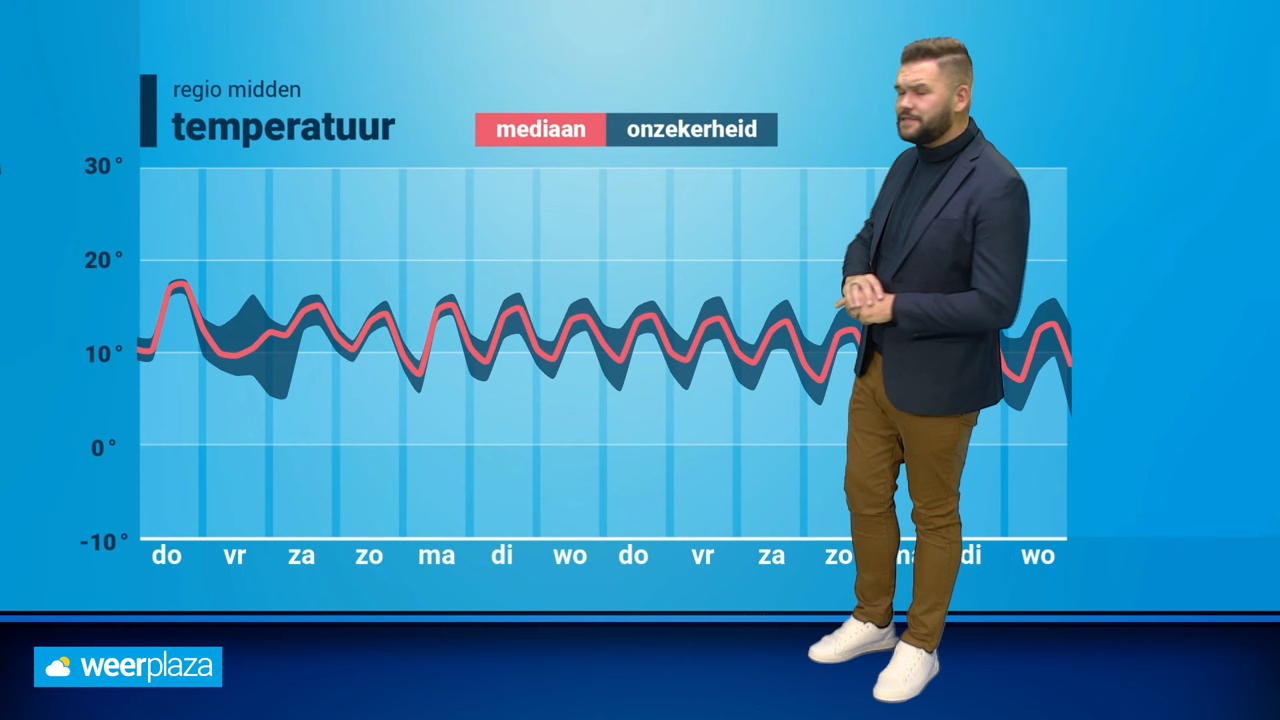 regio midden
temperatuur
mediaan onzekerheid
30°
20°
10°
0°
-10°
do vr za zo ma di wo do vr za zo di wo
weerplaza